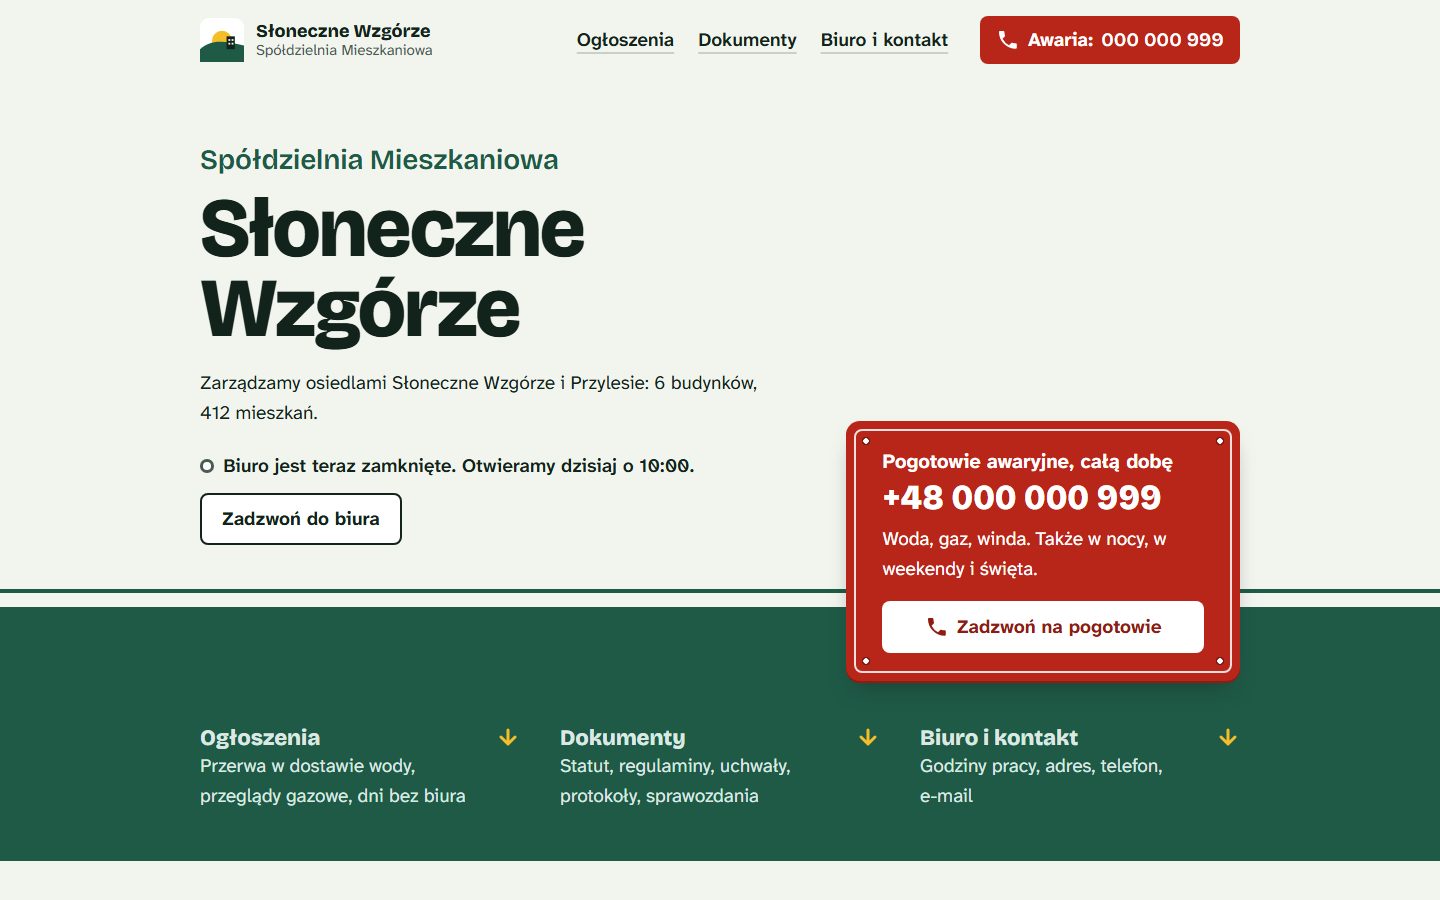 Słoneczne Wzgórze
Spółdzielnia Mieszkaniowa
Ogłoszenia
Dokumenty
Biuro i kontakt
Awaria: 000 000 999
Spółdzielnia Mieszkaniowa
Słoneczne
Wzgórze
Zarządzamy osiedlami Słoneczne Wzgórze i Przylesie: 6 budynków,
412 mieszkań.
Biuro jest teraz zamknięte. Otwieramy dzisiaj o 10:00.
Zadzwoń do biura
Pogotowie awaryjne, całą dobę
+48 000 000 999
Woda, gaz, winda. Także w nocy, w
weekendy i święta.
Zadzwoń na pogotowie
Ogłoszenia
Przerwa w dostawie wody,
przeglądy gazowe, dni bez biura
Dokumenty
Statut, regulaminy, uchwały,
protokoły, sprawozdania
Biuro i kontakt
Godziny pracy, adres, telefon,
e-mail